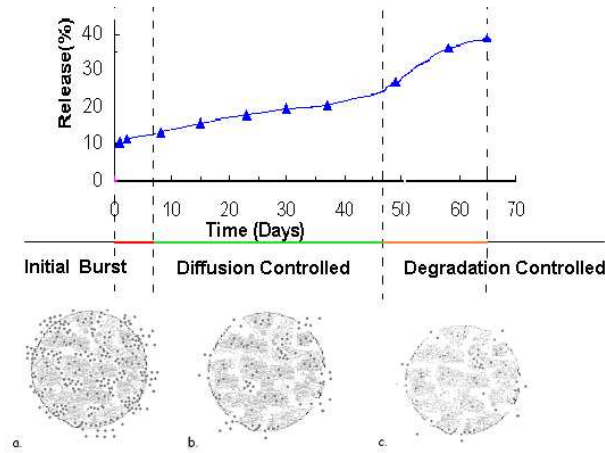 Release(%)
40
30
20
10
0
0 10 20 30 40 50 60 70
Time (Days)
Initial Burst Diffusion Controlled Degradation Controlled
a. b. c.